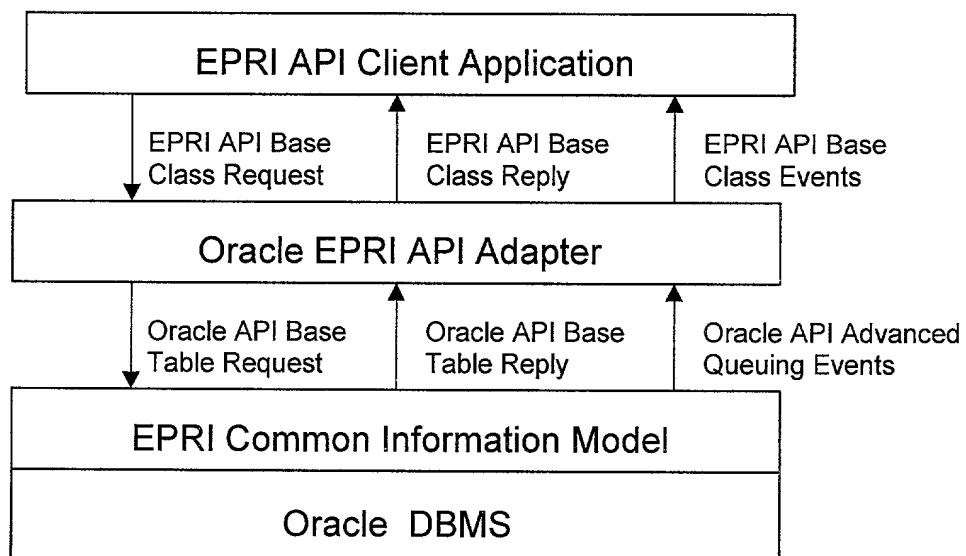 EPRI API Client Application
EPRI API Base
Class Request
EPRI API Base
Class Reply
EPRI API Base
Class Events
Oracle EPRI API Adapter
Oracle API Base
Table Request
Oracle API Base
Table Reply
Oracle API Advanced
Queuing Events
EPRI Common Information Model
Oracle DBMS